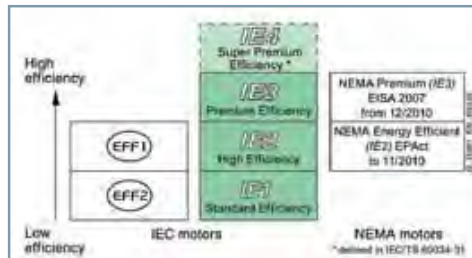 High
efficiency
Low
efficiency
EFF1
EFF2
IEC motors
IE4
Super Premium
Efficiency *
IE3
Premium Efficiency
IE2
High Efficiency
IE1
Standard Efficiency
NEMA Premium (IE3)
EISA 2007
from 12/2010
NEMA Energy Efficient
(IE2) EPAct
to 11/2010
NEMA motors
* defined in IEC/TS 60034-31